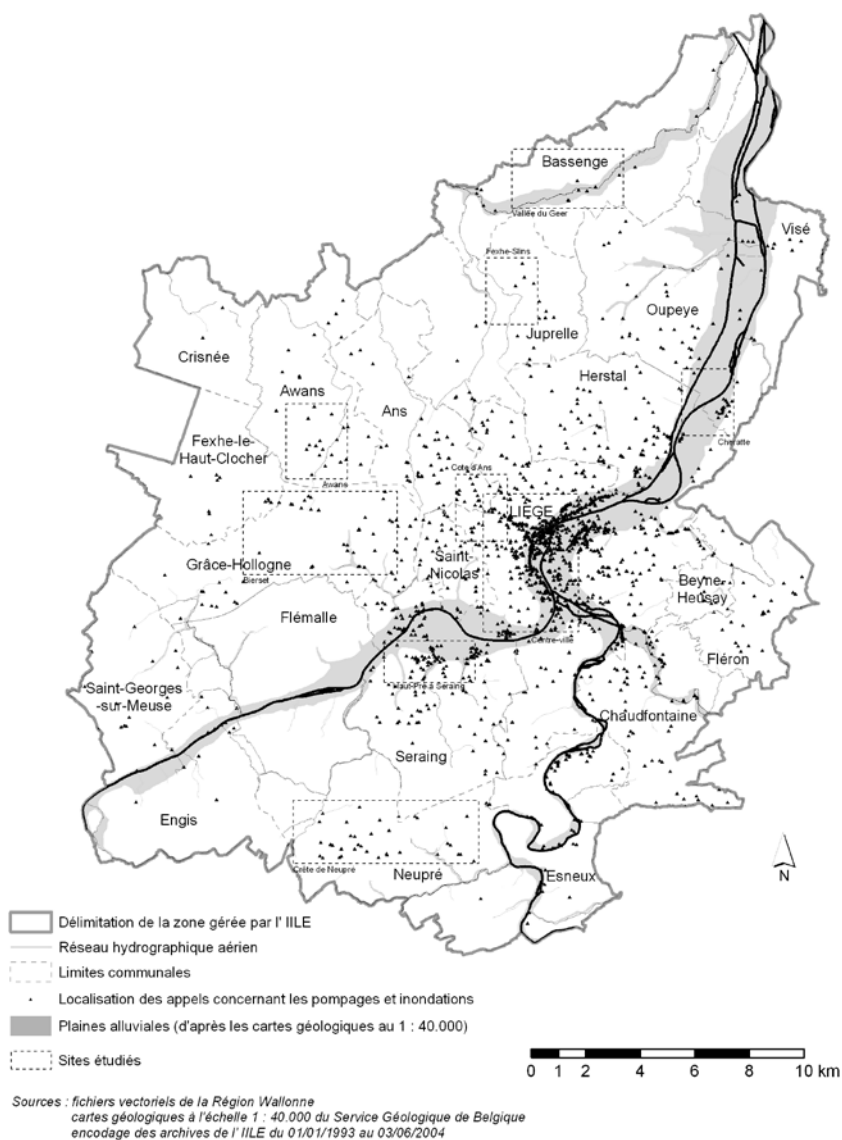 Bassenge
Vallée du Geer
Visé
Fexhe-Slins
Oupeye
Juprelle
Crisnée
Herstal
Awans
Ans
Fexhe-le-
Haut-Clocher
Cheratte
Cote d'Ans
Awans
LIEGE
Saint-
Nicolas
Grâce-Hollogne
Bierset
Beyne-
Heusay
Flémalle
Centre-ville
Fléron
Saint-Georges
-sur-Meuse
Haut-Pré à Seraing
Chaudfontaine
Seraing
Engis
Crête de Neupré
Neupré
Esneux
N
Délimitation de la zone gérée par l' IILE
Réseau hydrographique aérien
Limites communales
Localisation des appels concernant les pompages et inondations
Plaines alluviales (d'après les cartes géologiques au 1 : 40.000)
Sites étudiés
0 1 2 4 6 8 10 km
Sources : fichiers vectoriels de la Région Wallonne
cartes géologiques à l'échelle 1 : 40.000 du Service Géologique de Belgique
encodage des archives de l' IILE du 01/01/1993 au 03/06/2004